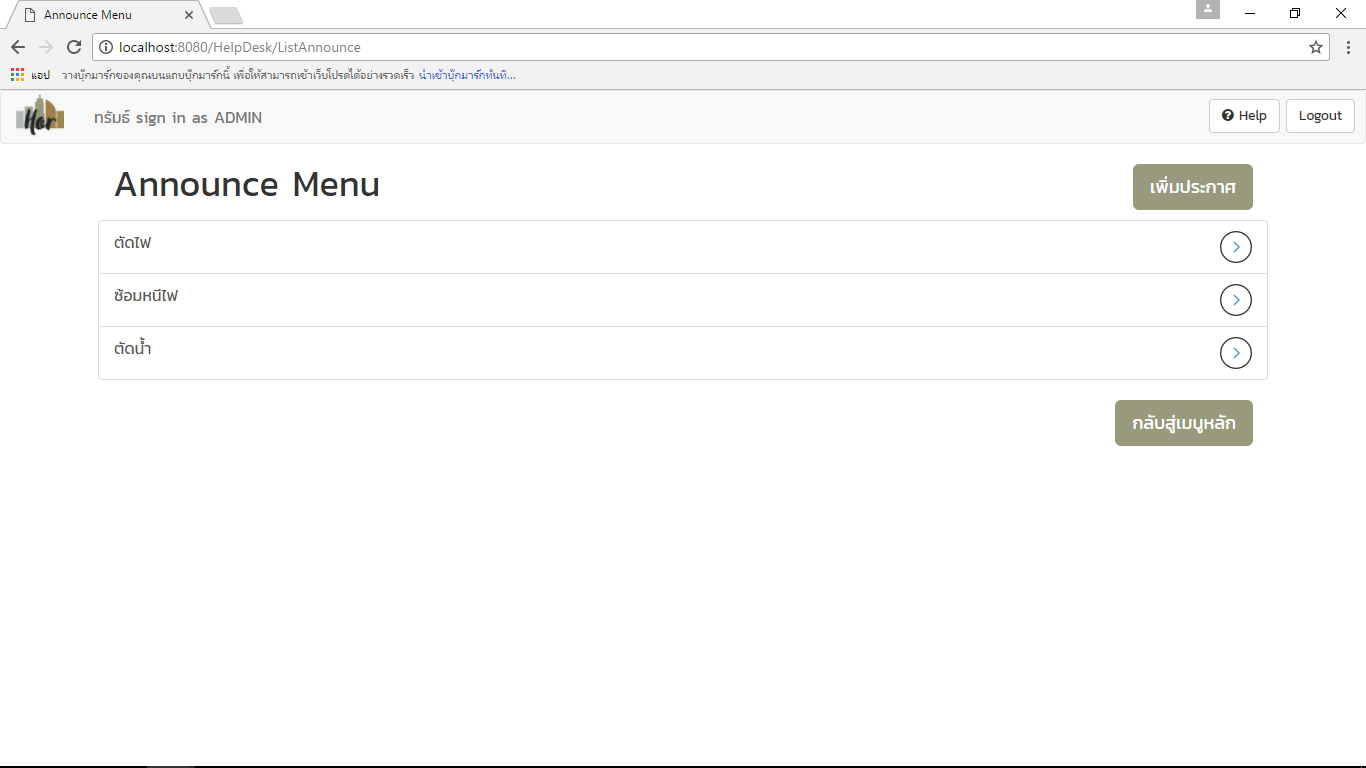 Announce Menu
localhost:8080/HelpDesk/ListAnnounce
แอป วางบุ๊กมาร์กของคุณบนแถบบุ๊กมาร์กนี้ เพื่อให้สามารถเข้าเว็บโปรดได้อย่างรวดเร็ว นำเข้าบุ๊กมาร์กทันที...
Hor ทรัมธ์ sign in as ADMIN Help Logout
Announce Menu เพิ่มประกาศ
ตัดไฟ
ซ้อมหนีไฟ
ตัดน้ำ
กลับสู่เมนูหลัก